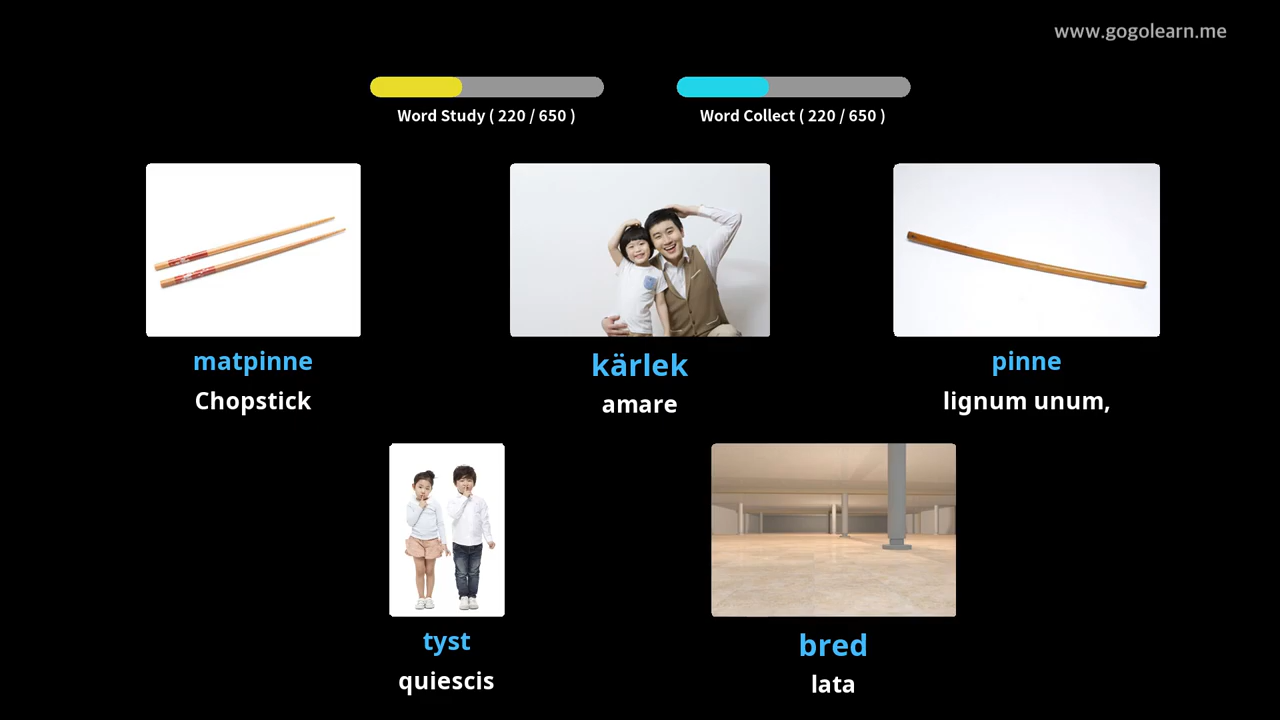 www.gogolearn.me
Word Study ( 220 / 650 )
Word Collect ( 220 / 650 )
matpinne
Chopstick
kärlek
amare
pinne
lignum unum,
tyst
quiescis
bred
lata